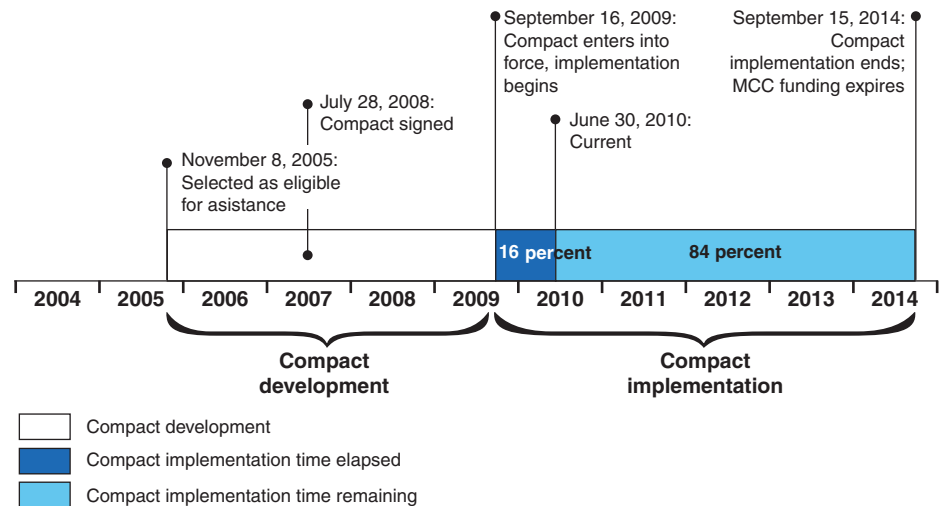 September 16, 2009:
Compact enters into
force, implementation
begins
September 15, 2014:
Compact
implementation ends;
MCC funding expires
July 28, 2008:
Compact signed
June 30, 2010:
Current
November 8, 2005:
Selected as eligible
for asistance
16 percent
84 percent
2004 2005 2006 2007 2008 2009 2010 2011 2012 2013 2014
Compact
development
Compact
implementation
Compact development
Compact implementation time elapsed
Compact implementation time remaining